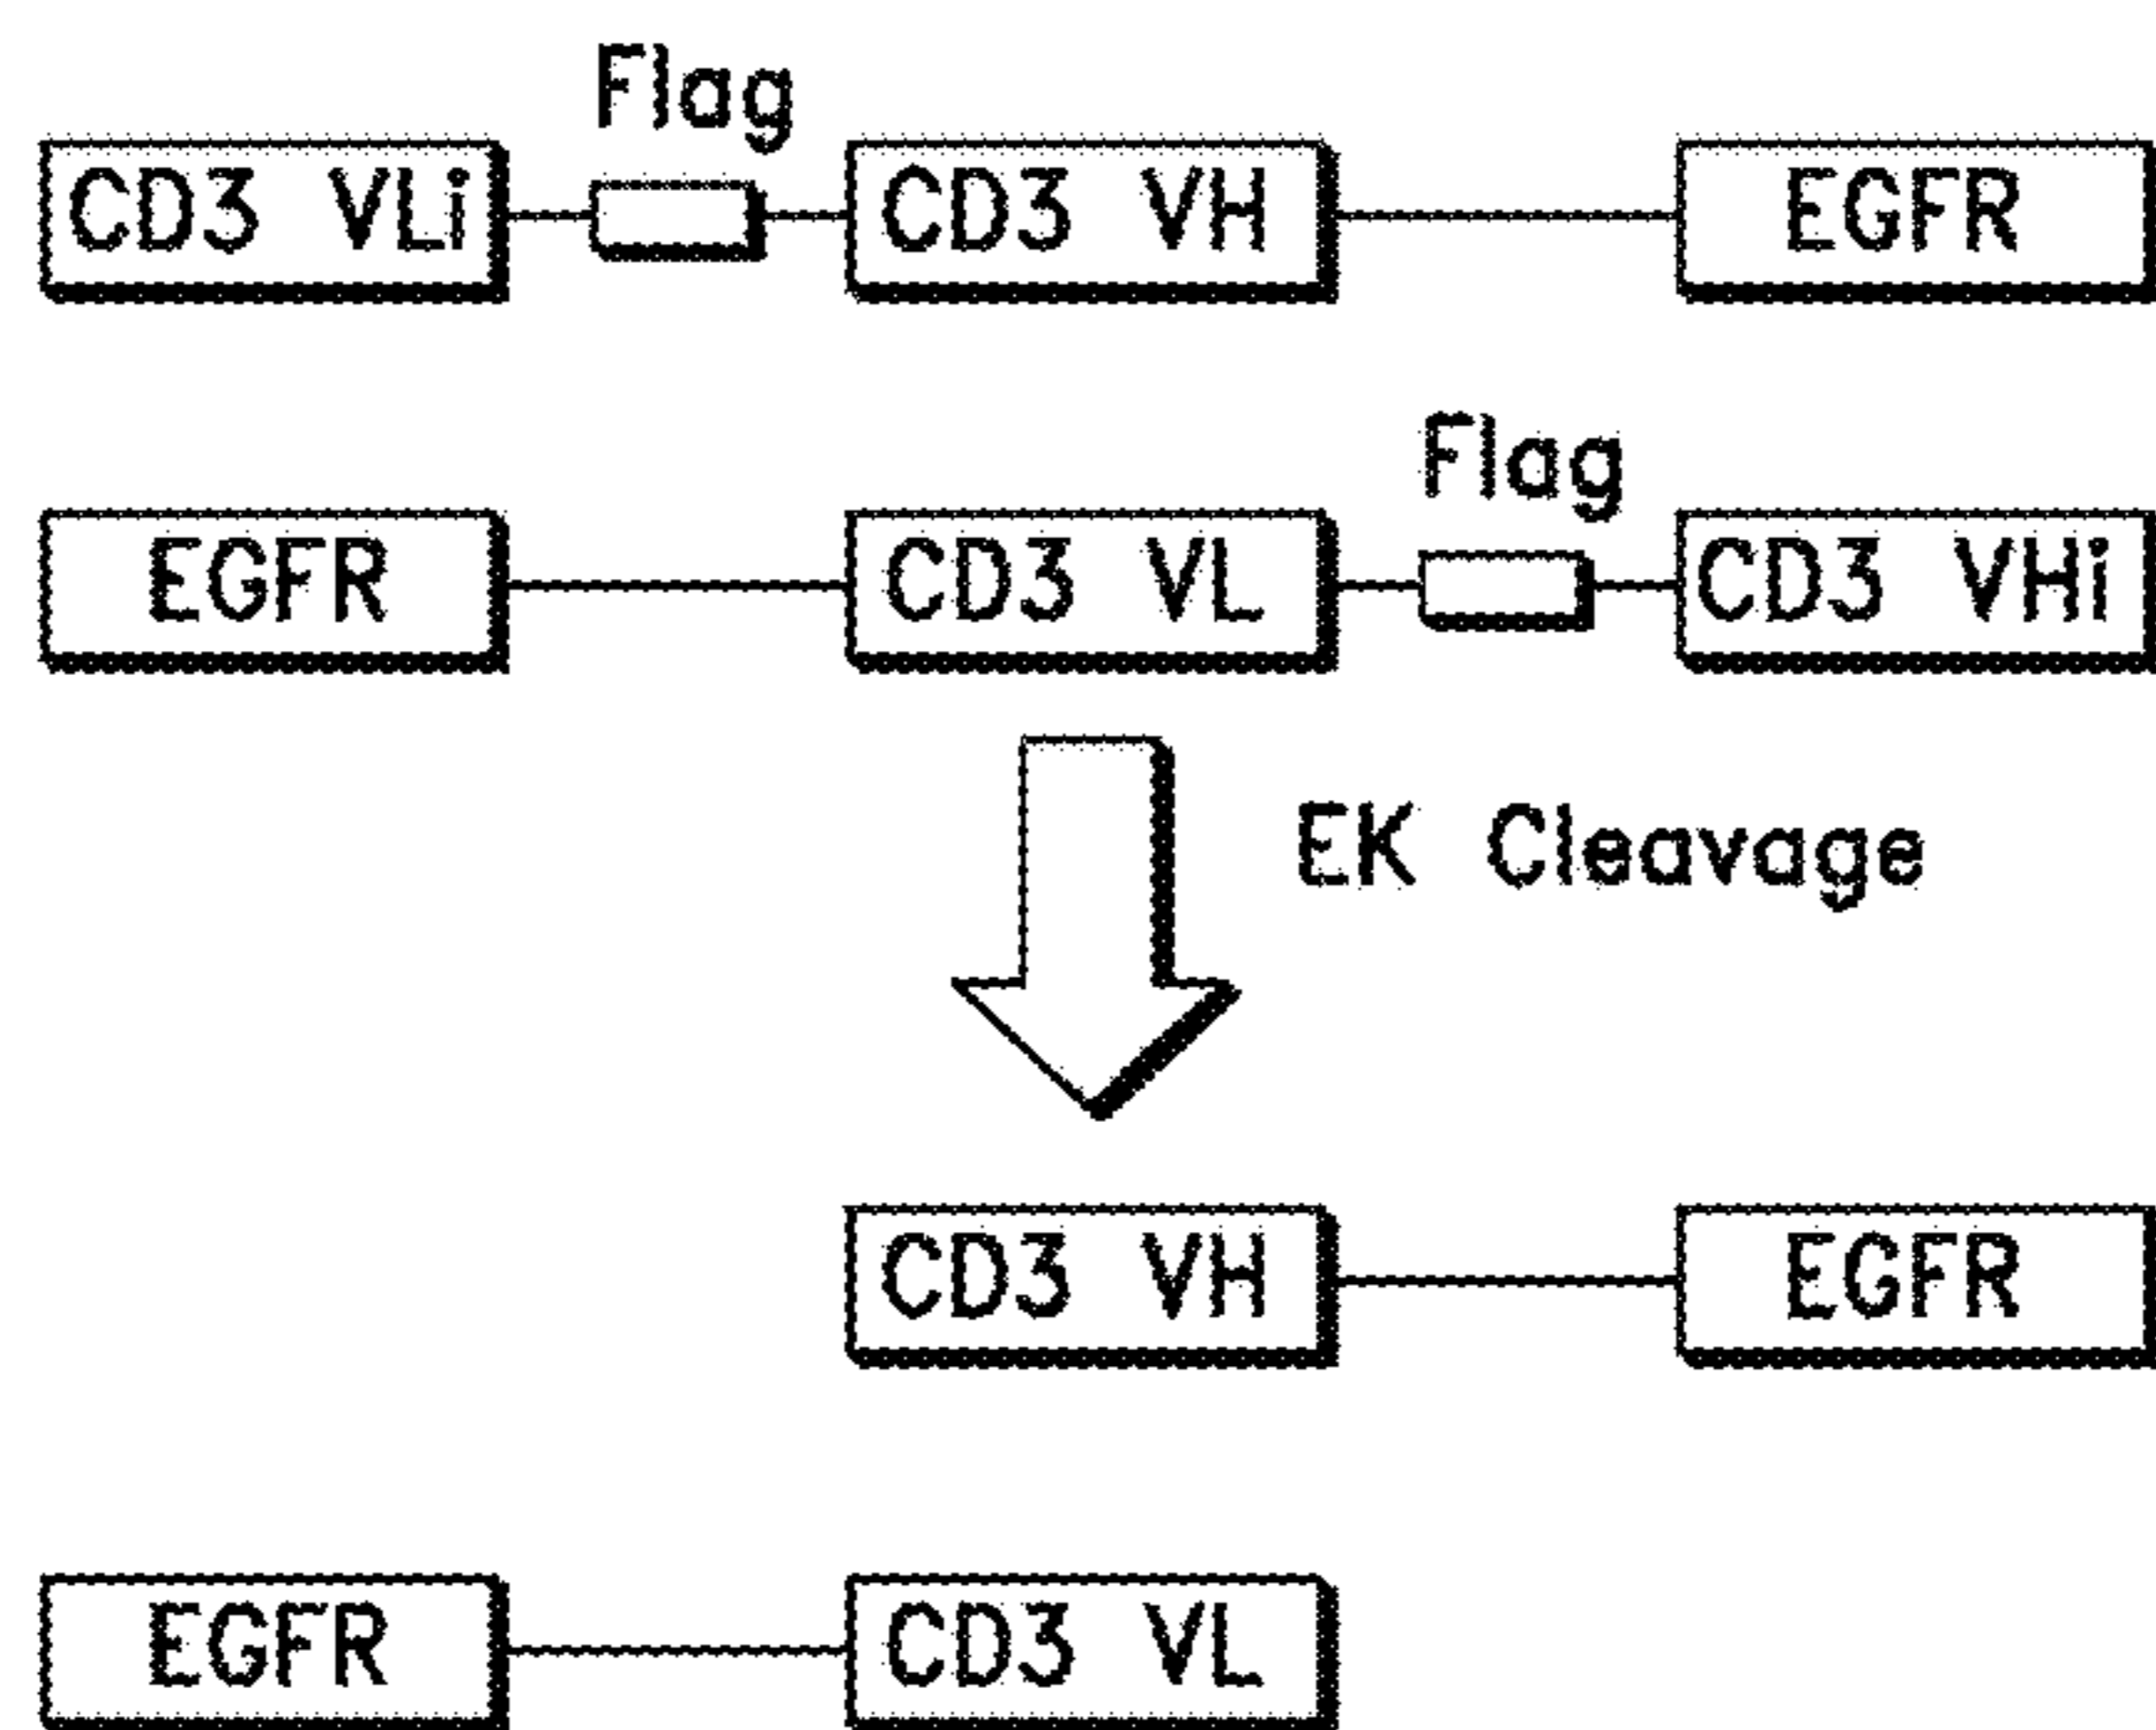 Flag
CD3 VLi CD3 VH EGFR
Flag
EGFR CD3 VL CD3 VHi
EK Cleavage
CD3 VH EGFR
EGFR CD3 VL